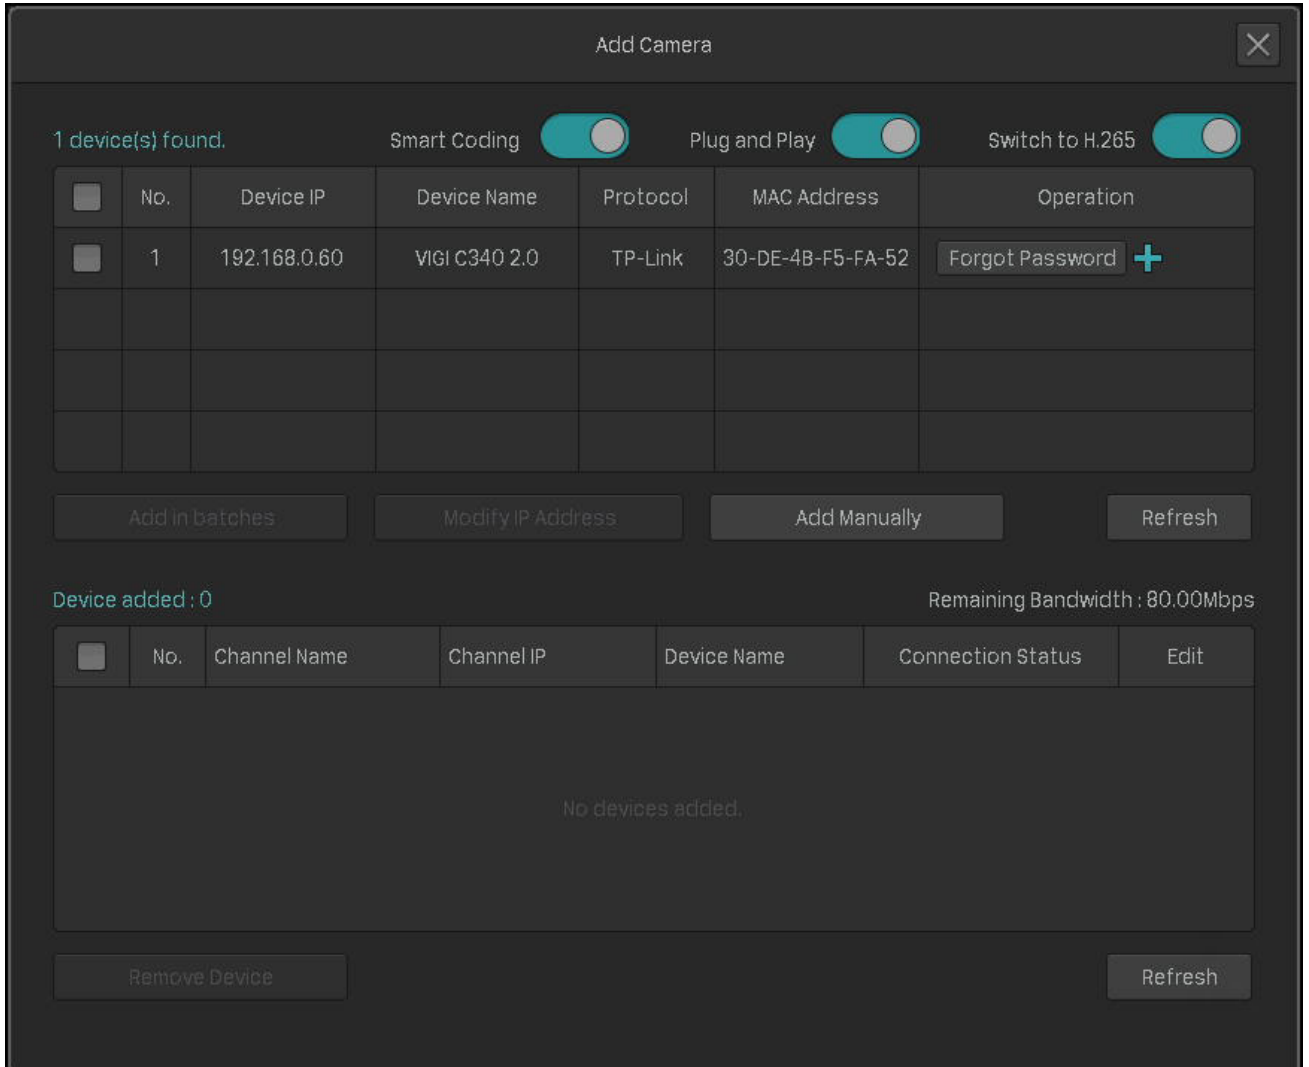 Add Camera
1 device(s) found. Smart Coding Plug and Play Switch to H.265
No. Device IP Device Name Protocol MAC Address Operation
1 192.168.0.60 VIGI C340 2.0 TP-Link 30-DE-4B-F5-FA-52 Forgot Password
Add in batches Modify IP Address Add Manually Refresh
Device added : 0 Remaining Bandwidth : 80.00Mbps
No. Channel Name Channel IP Device Name Connection Status Edit
No devices added.
Remove Device Refresh